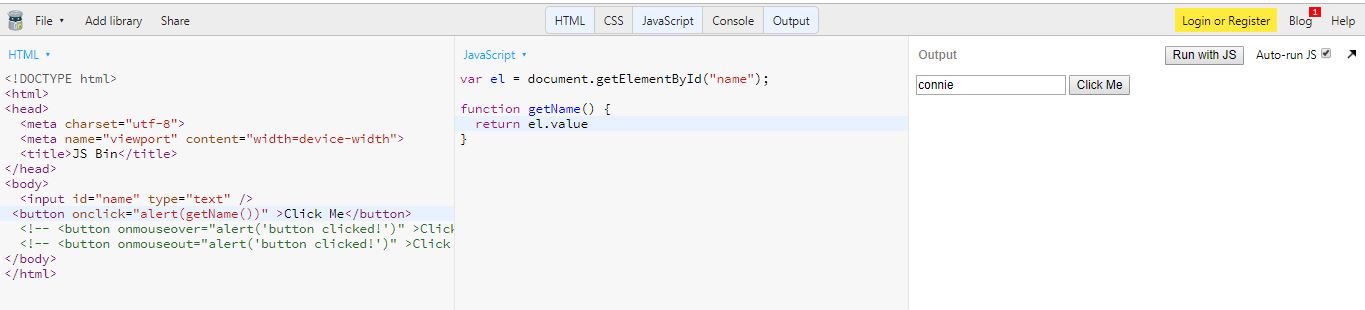 File ▾ Add library Share HTML CSS JavaScript Console Output Login or Register Blog 1 Help
HTML ▾
<!DOCTYPE html>
<html>
<head>
<meta charset="utf-8">
<meta name="viewport" content="width=device-width">
<title>JS Bin</title>
</head>
<body>
<input id="name" type="text" />
<button onclick="alert(getName())" >Click Me</button>
<!-- <button onmouseover="alert('button clicked!')" >Click
<!-- <button onmouseout="alert('button clicked!')" >Click
</body>
</html>
JavaScript ▾
var el = document.getElementById("name");
function getName() {
return el.value
}
Output Run with JS Auto-run JS
connie Click Me